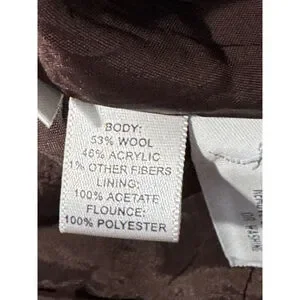 BODY:
53% WOOL
46% ACRYLIC
1% OTHER FIBERS
LINING:
100% ACETATE
FLOUNCE:
100% POLYESTER